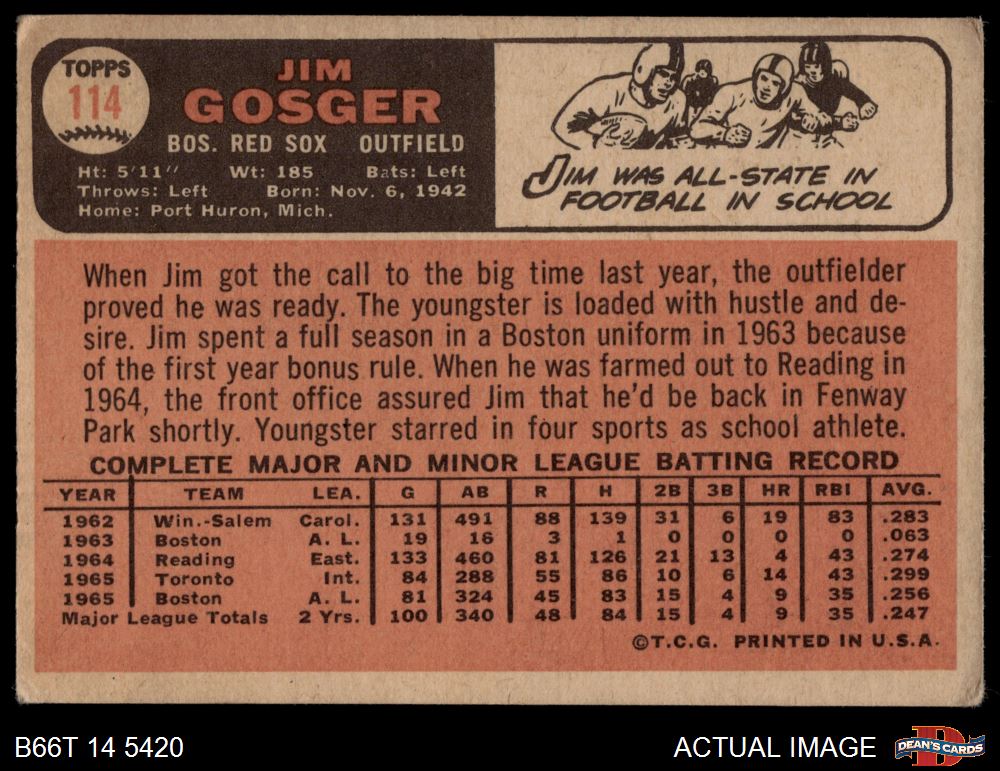 TOPPS
114
JIM
GOSGER
BOS. RED SOX OUTFIELD
Ht: 5'11" Wt: 185 Bats: Left
Throws: Left Born: Nov. 6, 1942
Home: Port Huron, Mich.
JIM WAS ALL-STATE IN
FOOTBALL IN SCHOOL
When Jim got the call to the big time last year, the outfielder
proved he was ready. The youngster is loaded with hustle and de-
sire. Jim spent a full season in a Boston uniform in 1963 because
of the first year bonus rule. When he was farmed out to Reading in
1964, the front office assured Jim that he'd be back in Fenway
Park shortly. Youngster starred in four sports as school athlete.
COMPLETE MAJOR AND MINOR LEAGUE BATTING RECORD
YEAR TEAM LEA. G AB R H 2B 3B HR RBI AVG.
1962 Win.-Salem Carol. 131 491 88 139 31 6 19 83 .283
1963 Boston A. L. 19 16 3 1 0 0 0 0 .063
1964 Reading East. 133 460 81 126 21 13 4 43 .274
1965 Toronto Int. 84 288 55 86 10 6 14 43 .299
1965 Boston A. L. 81 324 45 83 15 4 9 35 .256
Major League Totals 2 Yrs. 100 340 48 84 15 4 9 35 .247
©T.C.G. PRINTED IN U.S.A.
B66T 14 5420
ACTUAL IMAGE
DEAN'S CARDS